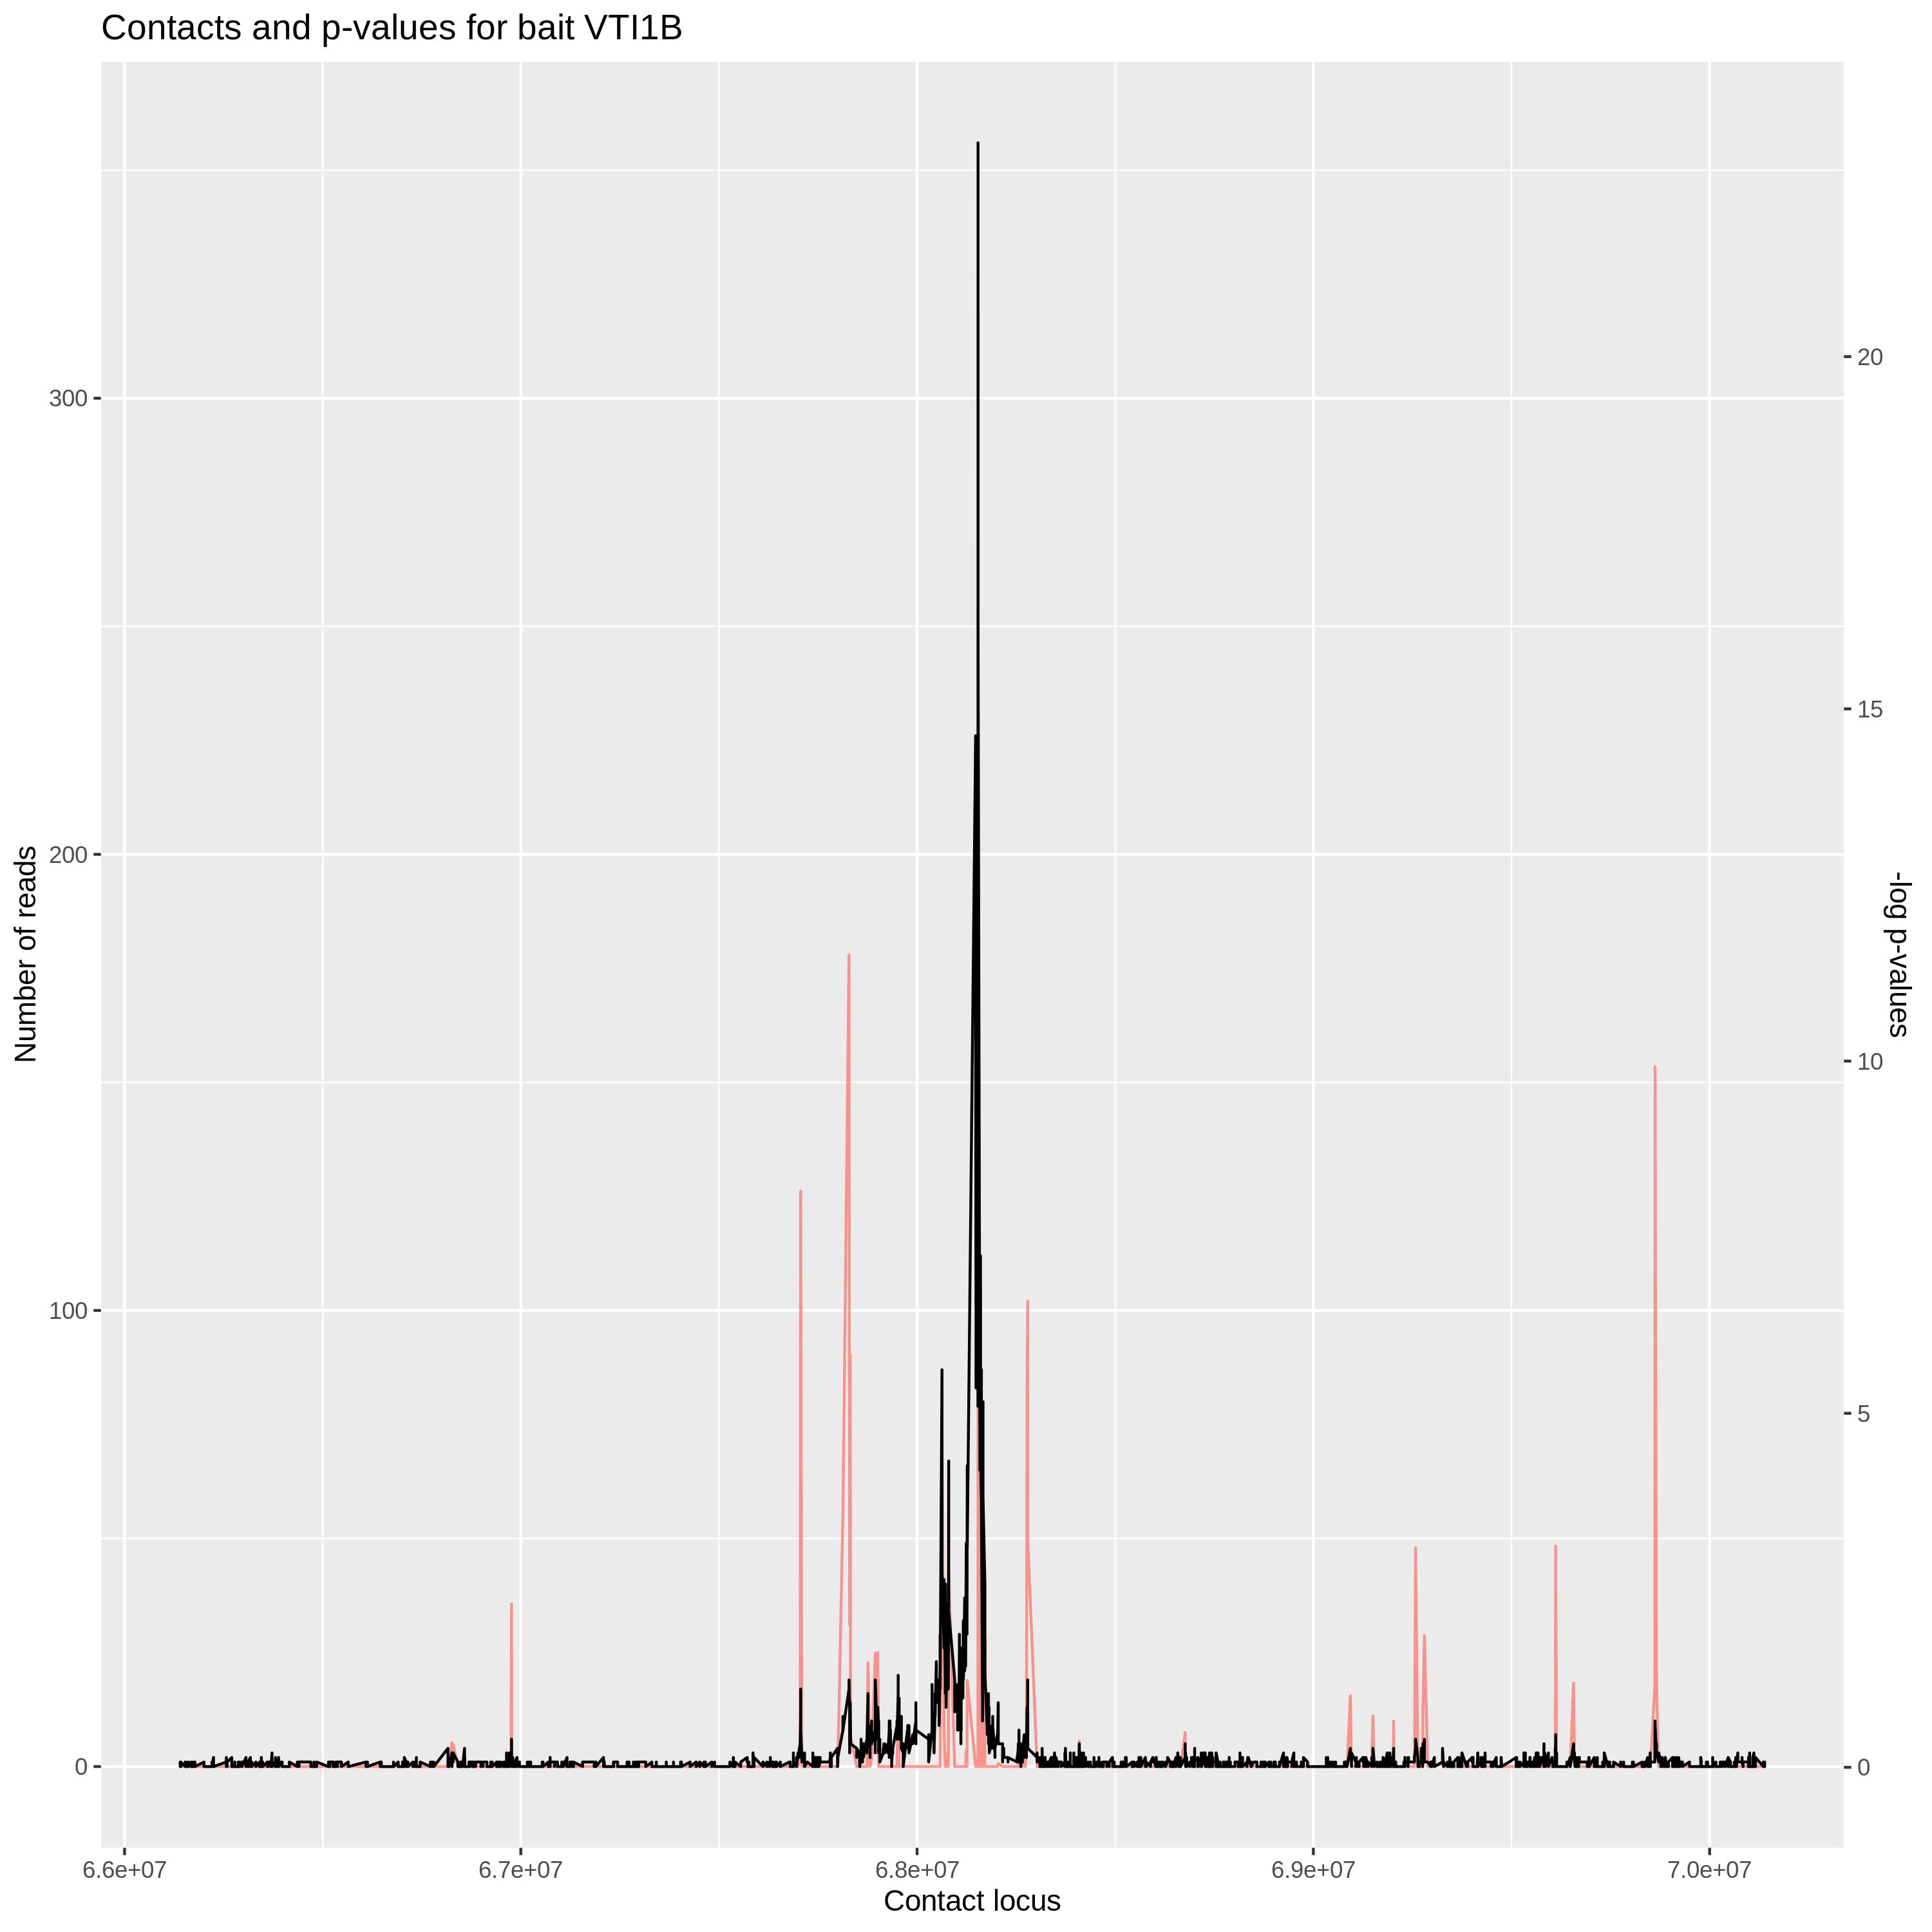 Contacts and p-values for bait VTI1B
300
200
100
0
Number of reads
20
15
10
5
0
-log p-values
6.6e+07
6.7e+07
6.8e+07
6.9e+07
7.0e+07
Contact locus